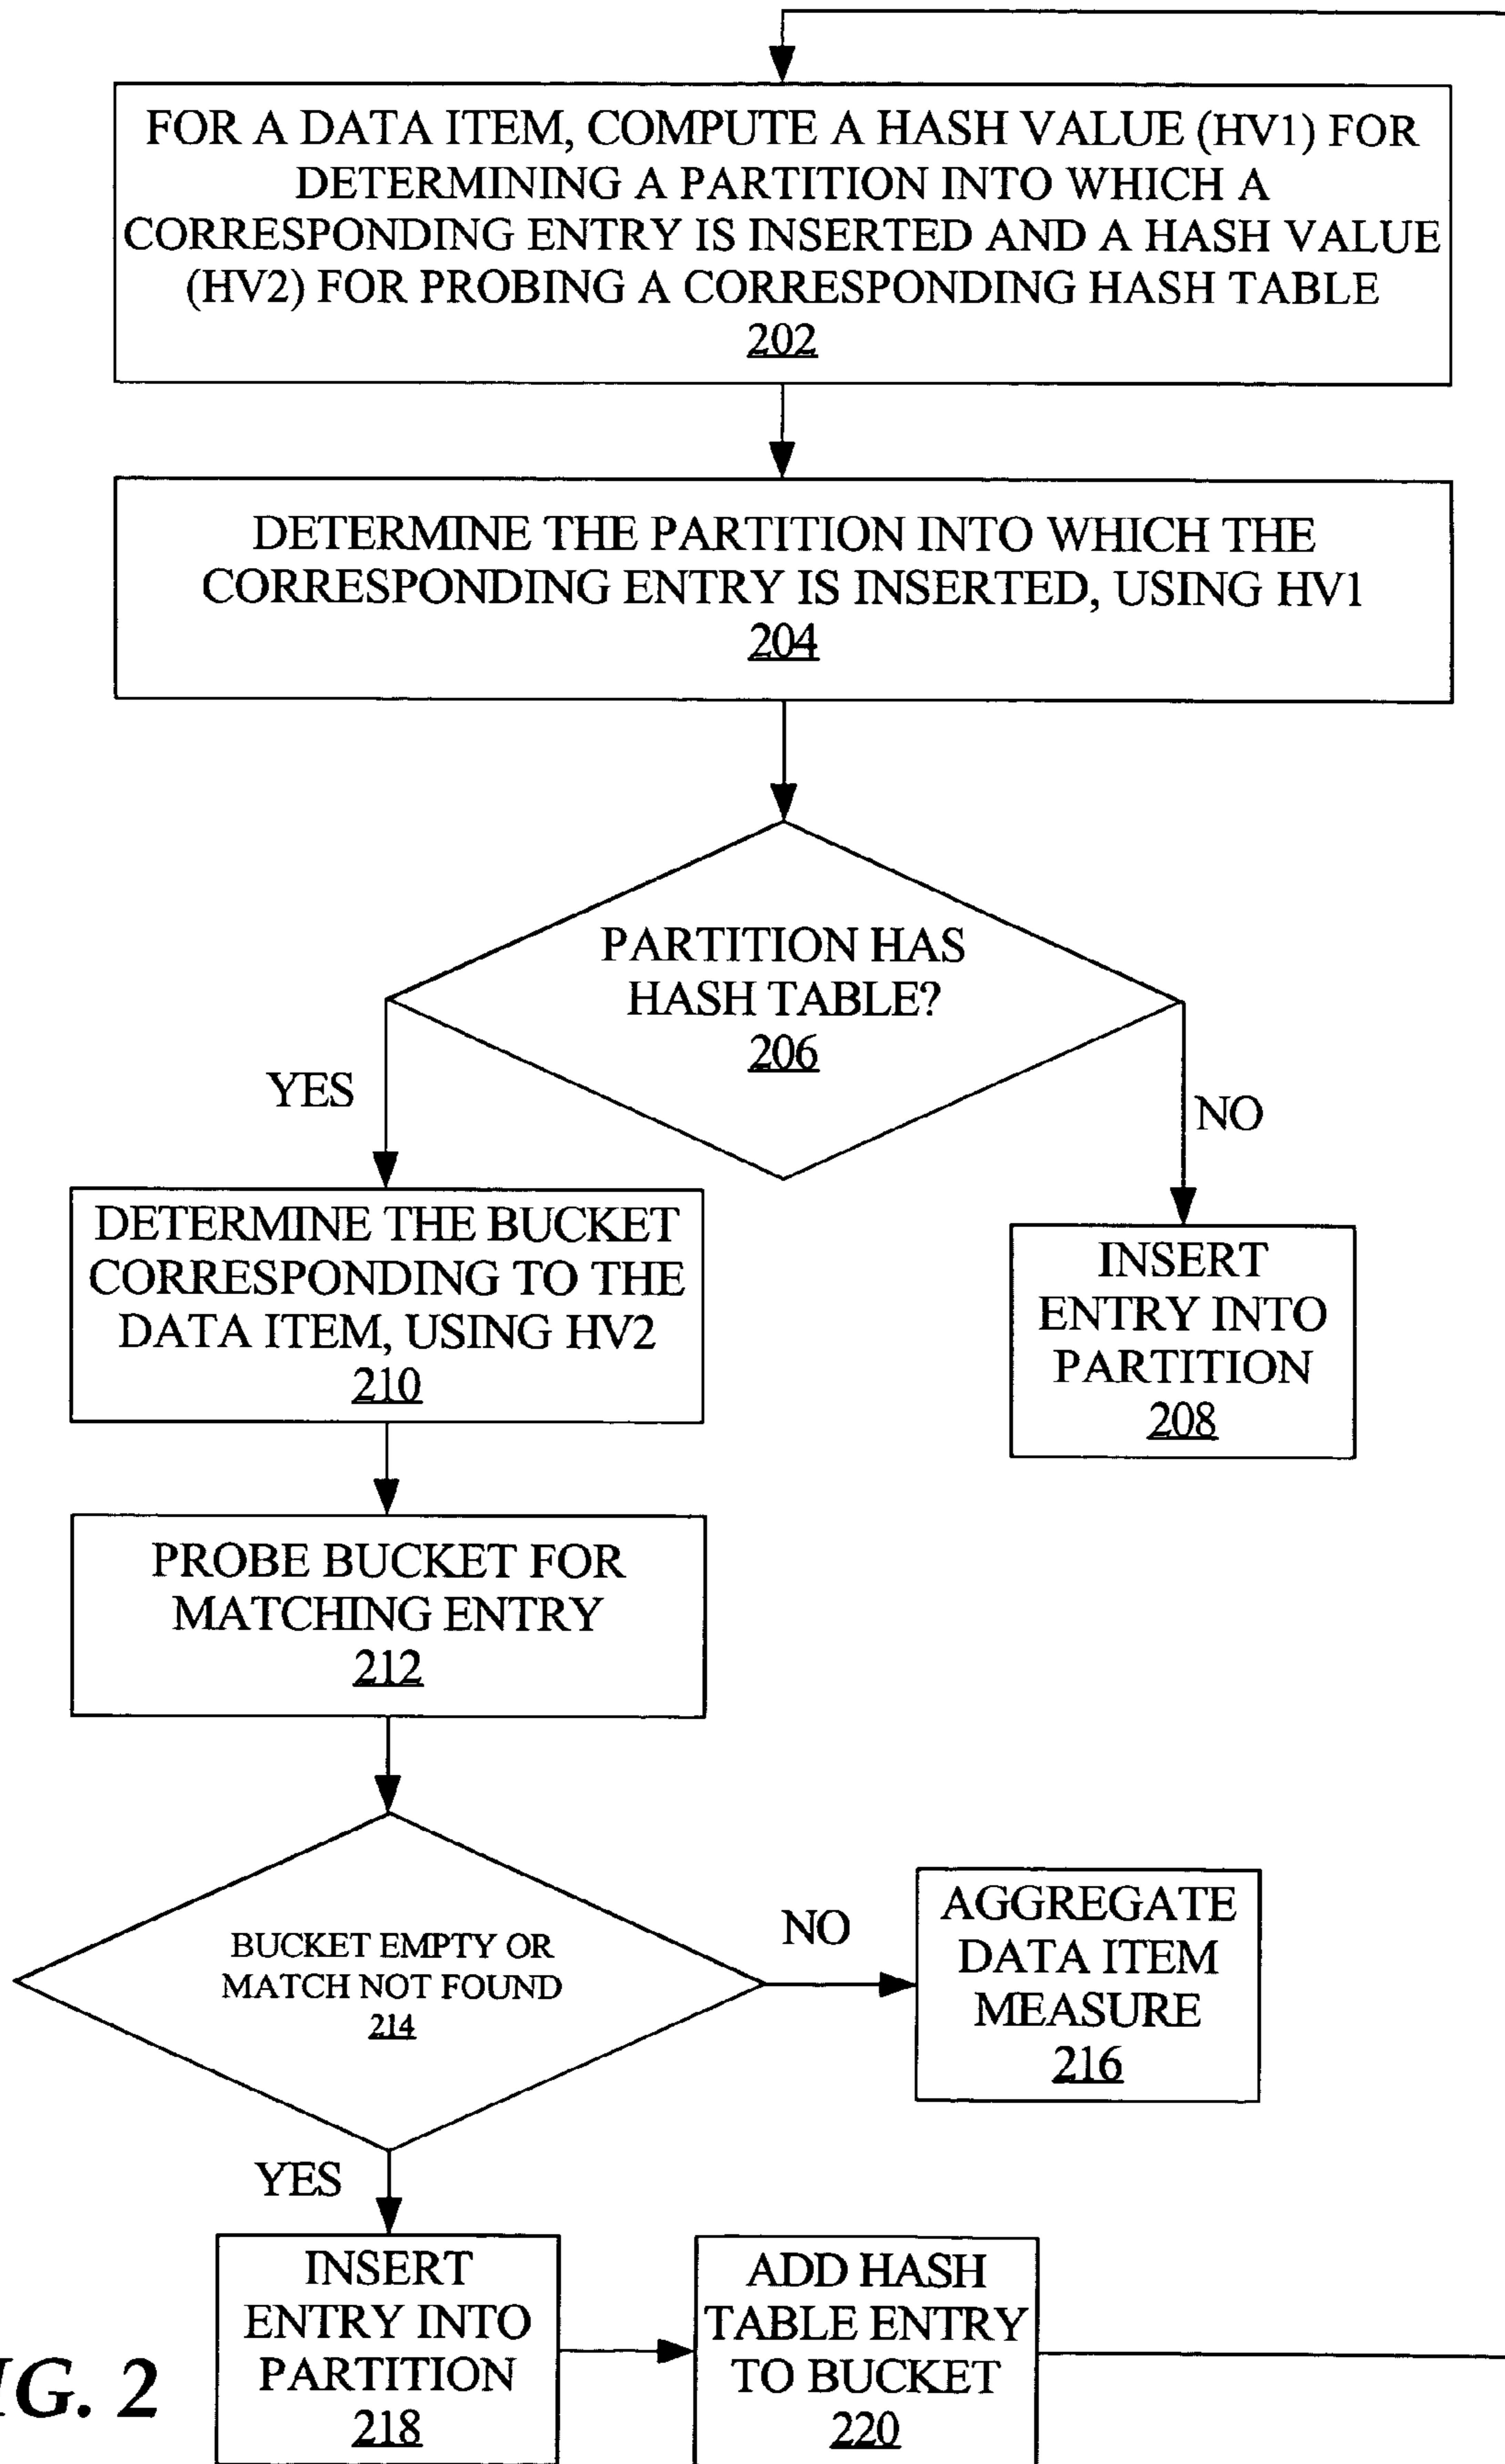 FOR A DATA ITEM, COMPUTE A HASH VALUE (HV1) FOR
DETERMINING A PARTITION INTO WHICH A
CORRESPONDING ENTRY IS INSERTED AND A HASH VALUE
(HV2) FOR PROBING A CORRESPONDING HASH TABLE
202
DETERMINE THE PARTITION INTO WHICH THE
CORRESPONDING ENTRY IS INSERTED, USING HV1
204
PARTITION HAS
HASH TABLE?
206
YES
NO
DETERMINE THE BUCKET
CORRESPONDING TO THE
DATA ITEM, USING HV2
210
INSERT
ENTRY INTO
PARTITION
208
PROBE BUCKET FOR
MATCHING ENTRY
212
BUCKET EMPTY OR
MATCH NOT FOUND
214
NO
AGGREGATE
DATA ITEM
MEASURE
216
YES
INSERT
ENTRY INTO
PARTITION
218
ADD HASH
TABLE ENTRY
TO BUCKET
220
IG. 2